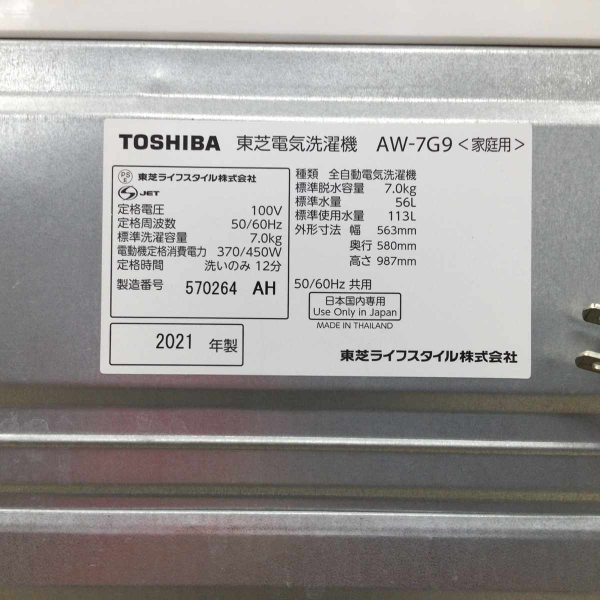 TOSHIBA 東芝電気洗濯機 AW-7G9 <家庭用>
PS E 東芝ライフスタイル株式会社
S JET
定格電圧 100V
定格周波数 50/60Hz
標準洗濯容量 7.0kg
電動機定格消費電力 370/450W
定格時間 洗いのみ 12分
製造番号 570264 AH
2021 年製
種類 全自動電気洗濯機
標準脱水容量 7.0kg
標準水量 56L
標準使用水量 113L
外形寸法 幅 563mm
奥行 580mm
高さ 987mm
50/60Hz 共用
日本国内専用
Use Only in Japan
MADE IN THAILAND
東芝ライフスタイル株式会社